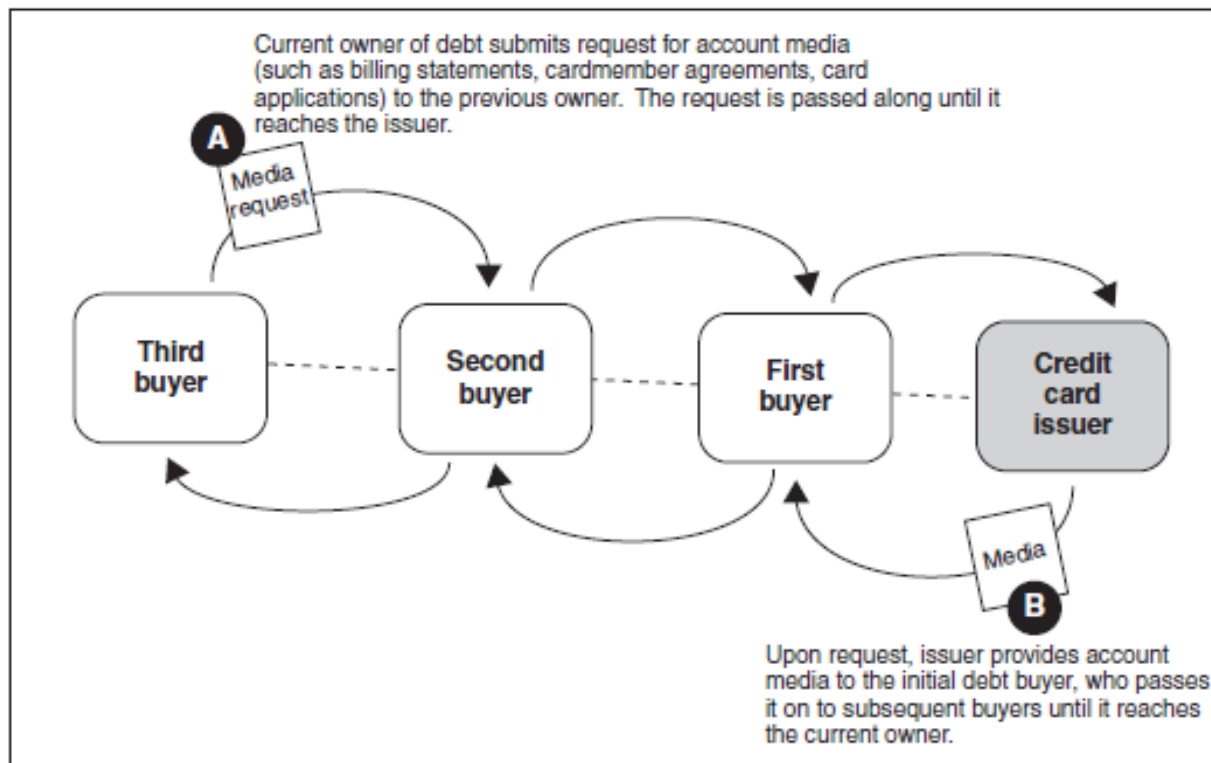 Current owner of debt submits request for account media
(such as billing statements, cardmember agreements, card
applications) to the previous owner. The request is passed along until it
reaches the issuer.
A
Media
request
Third
buyer
Second
buyer
First
buyer
Credit
card
issuer
Media
B
Upon request, issuer provides account
media to the initial debt buyer, who passes
it on to subsequent buyers until it reaches
the current owner.